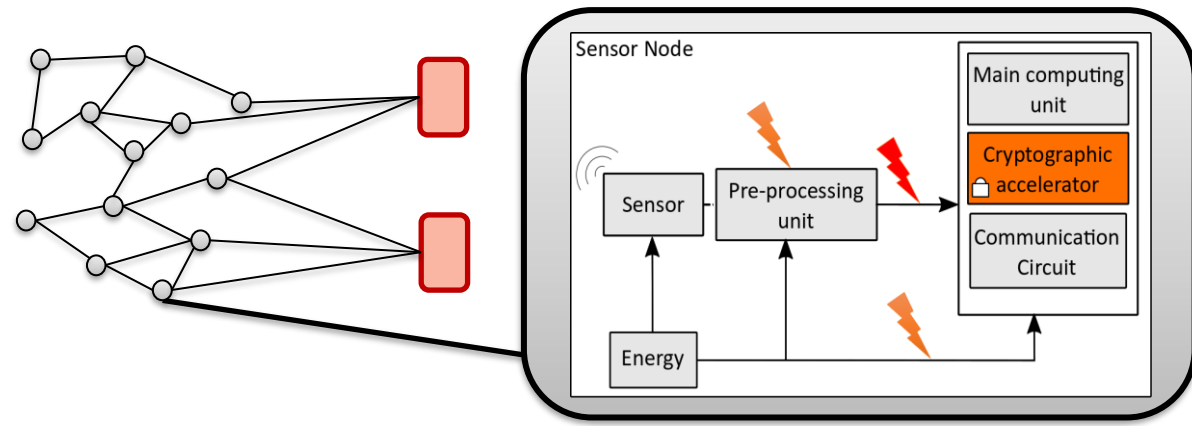 Sensor Node
Main computing
unit
Cryptographic
accelerator
Communication
Circuit
Sensor
Pre-processing
unit
Energy